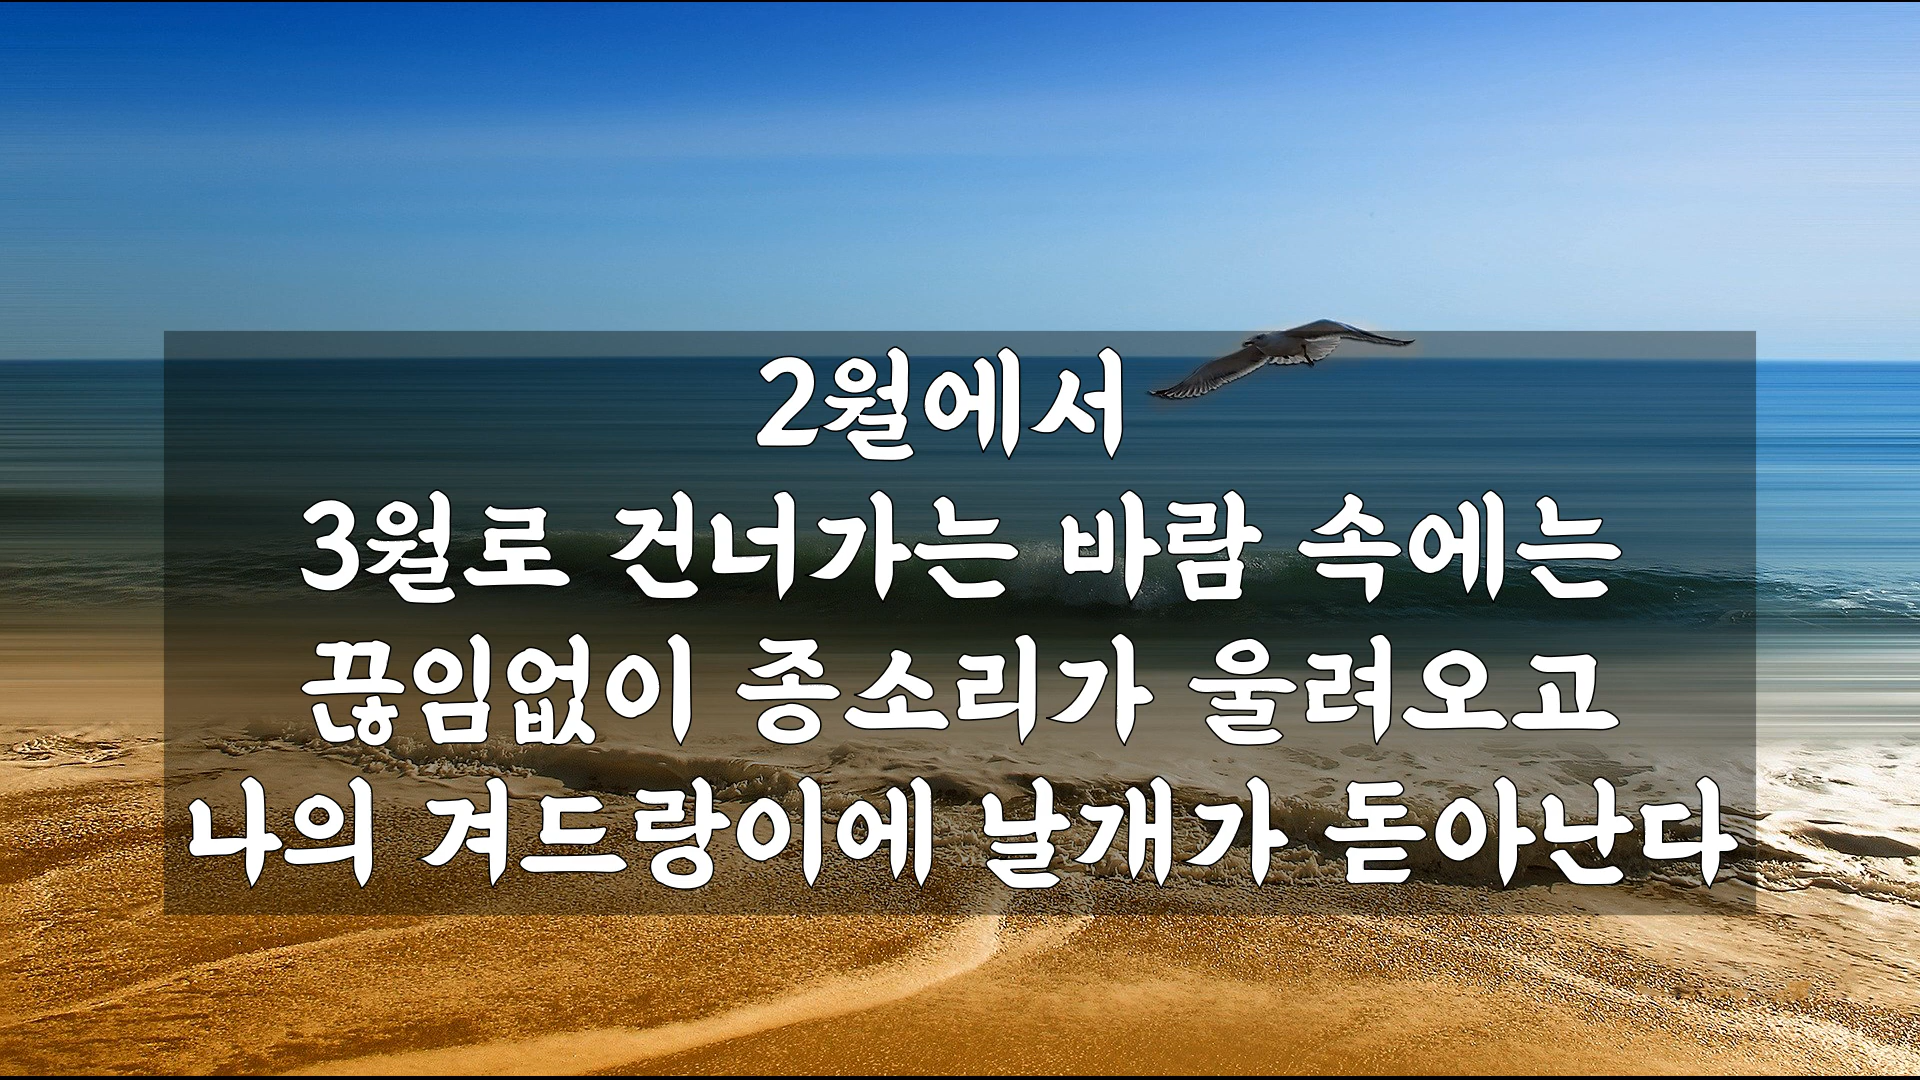 2월에서
3월로 건너가는 바람 속에는
끊임없이 종소리가 울려오고
나의 겨드랑이에 날개가 돋아난다